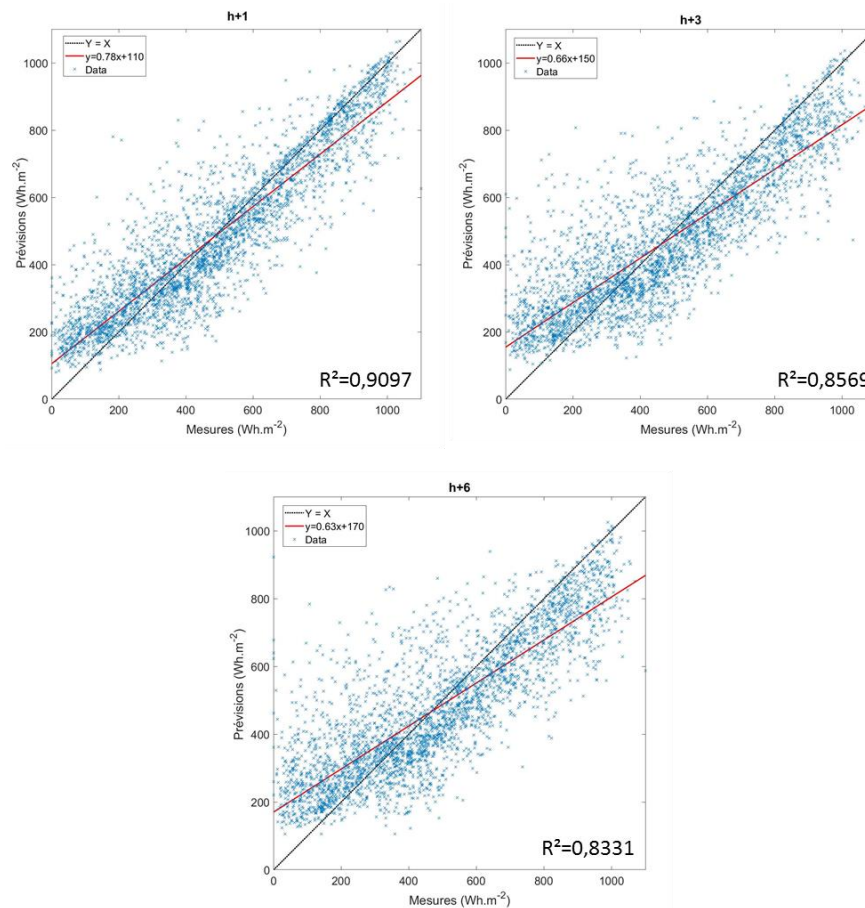 h+1
Y = X
y=0.78x+110
Data
1000
800
600
400
200
0
Prévisions (Wh.m⁻²)
R²=0,9097
0 200 400 600 800 1000
Mesures (Wh.m⁻²)
h+3
Y = X
y=0.66x+150
Data
1000
800
600
400
200
0
Prévisions (Wh.m⁻²)
R²=0,8569
0 200 400 600 800 1000
Mesures (Wh.m⁻²)
h+6
Y = X
y=0.63x+170
Data
1000
800
600
400
200
0
Prévisions (Wh.m⁻²)
R²=0,8331
0 200 400 600 800 1000
Mesures (Wh.m⁻²)